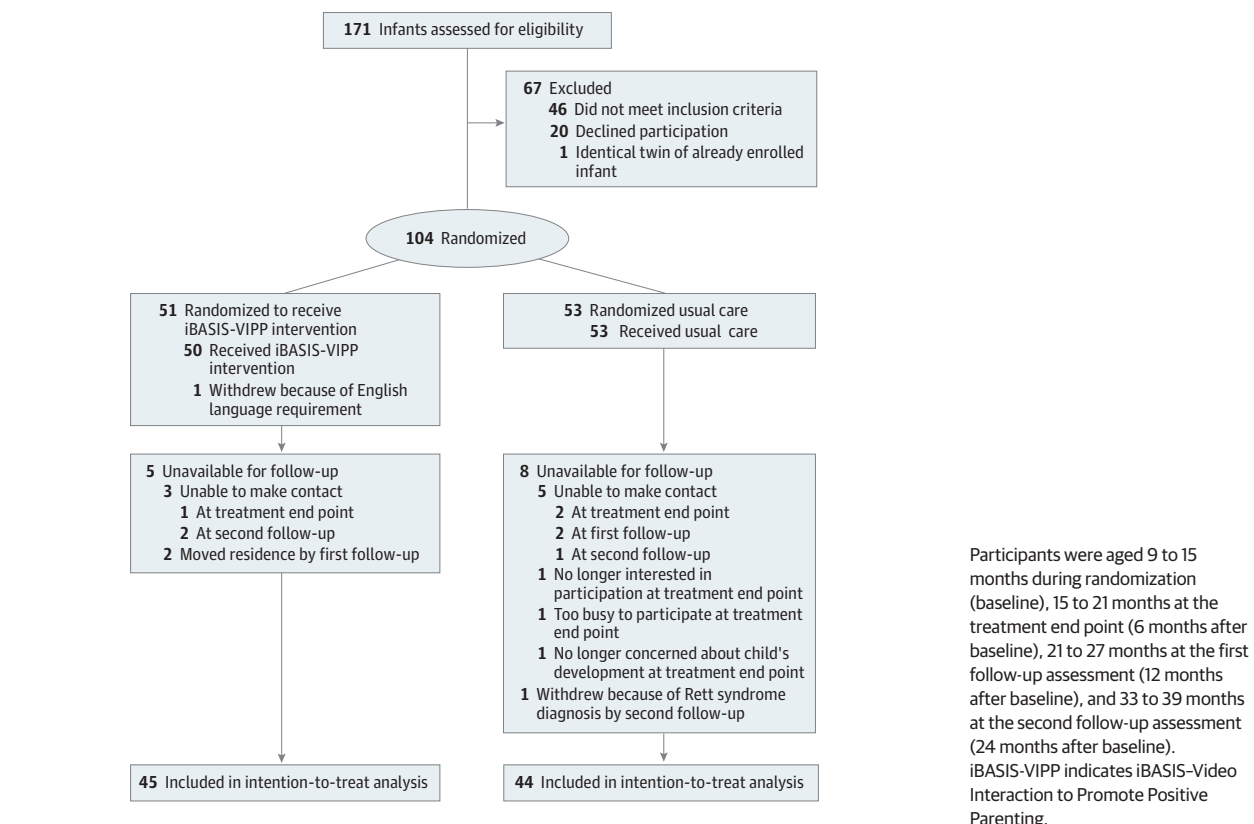 171 Infants assessed for eligibility
67 Excluded
46 Did not meet inclusion criteria
20 Declined participation
1 Identical twin of already enrolled
infant
104 Randomized
51 Randomized to receive
iBASIS-VIPP intervention
50 Received iBASIS-VIPP
intervention
1 Withdrew because of English
language requirement
53 Randomized usual care
53 Received usual care
5 Unavailable for follow-up
3 Unable to make contact
1 At treatment end point
2 At second follow-up
2 Moved residence by first follow-up
8 Unavailable for follow-up
5 Unable to make contact
2 At treatment end point
2 At first follow-up
1 At second follow-up
1 No longer interested in
participation at treatment end point
1 Too busy to participate at treatment
end point
1 No longer concerned about child's
development at treatment end point
1 Withdrew because of Rett syndrome
diagnosis by second follow-up
45 Included in intention-to-treat analysis
44 Included in intention-to-treat analysis
Participants were aged 9 to 15
months during randomization
(baseline), 15 to 21 months at the
treatment end point (6 months after
baseline), 21 to 27 months at the first
follow-up assessment (12 months
after baseline), and 33 to 39 months
at the second follow-up assessment
(24 months after baseline).
iBASIS-VIPP indicates iBASIS–Video
Interaction to Promote Positive
Parenting.